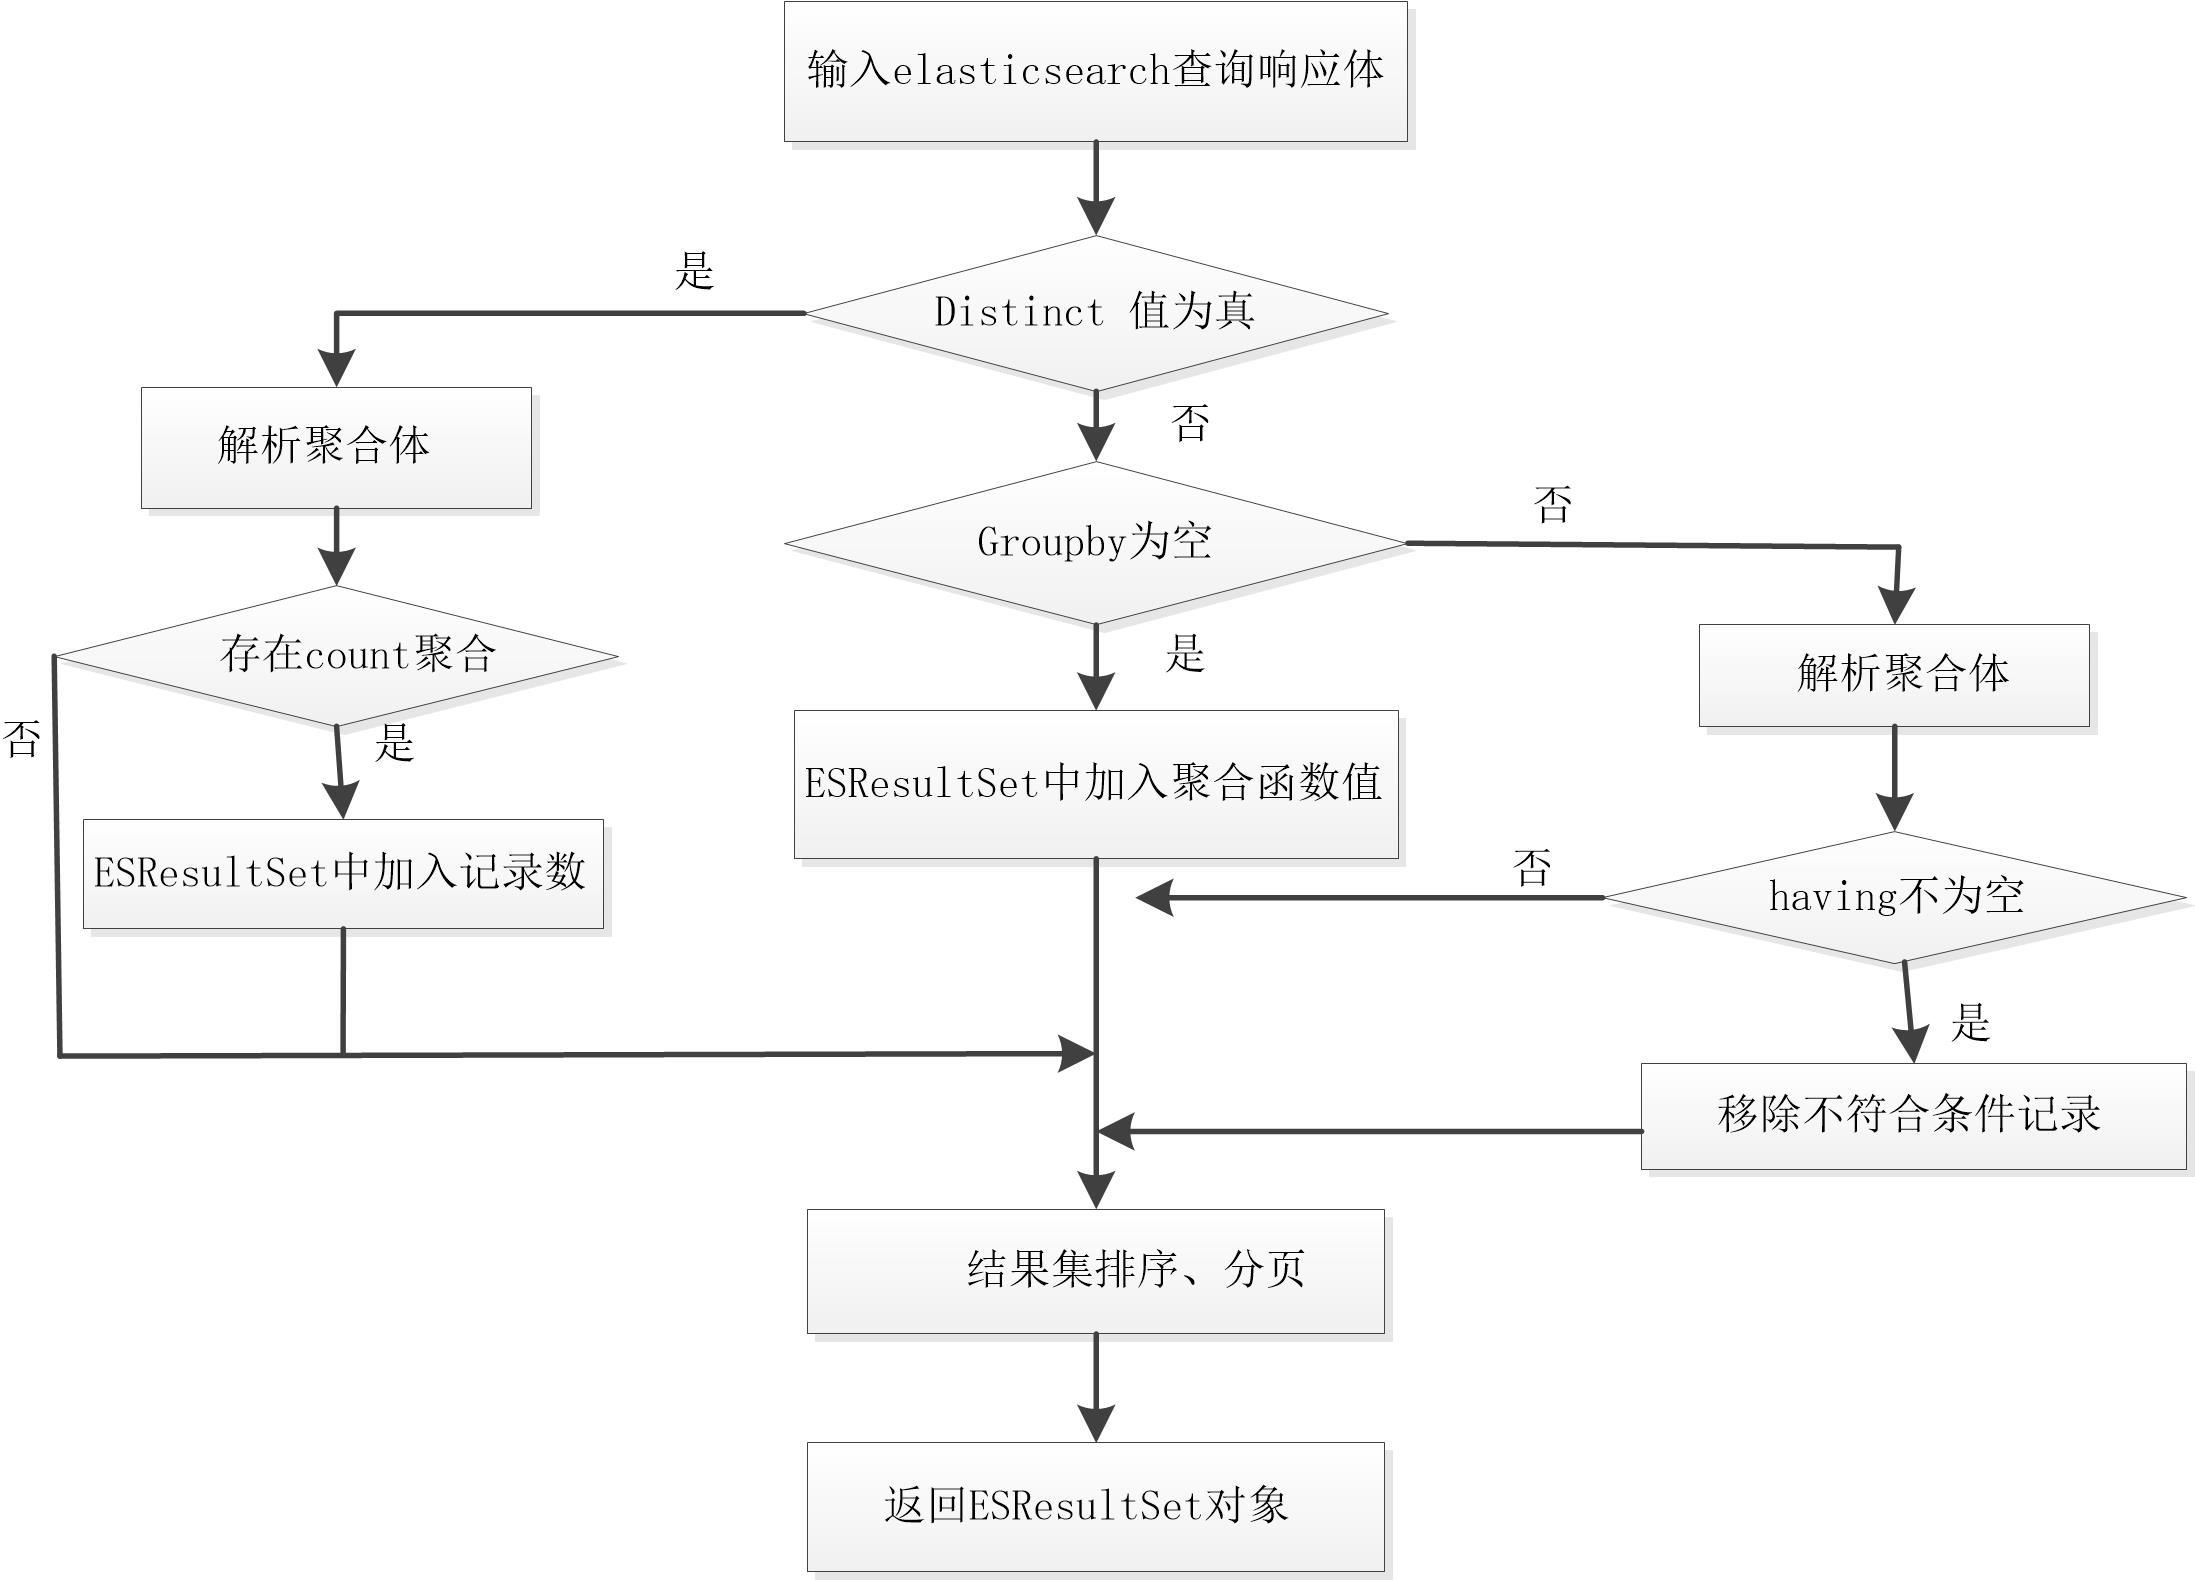 输入elasticsearch查询响应体
是
Distinct 值为真
否
解析聚合体
Groupby为空
否
存在count聚合
是
解析聚合体
否
是
ESResultSet中加入聚合函数值
ESResultSet中加入记录数
否
having不为空
是
移除不符合条件记录
结果集排序、分页
返回ESResultSet对象